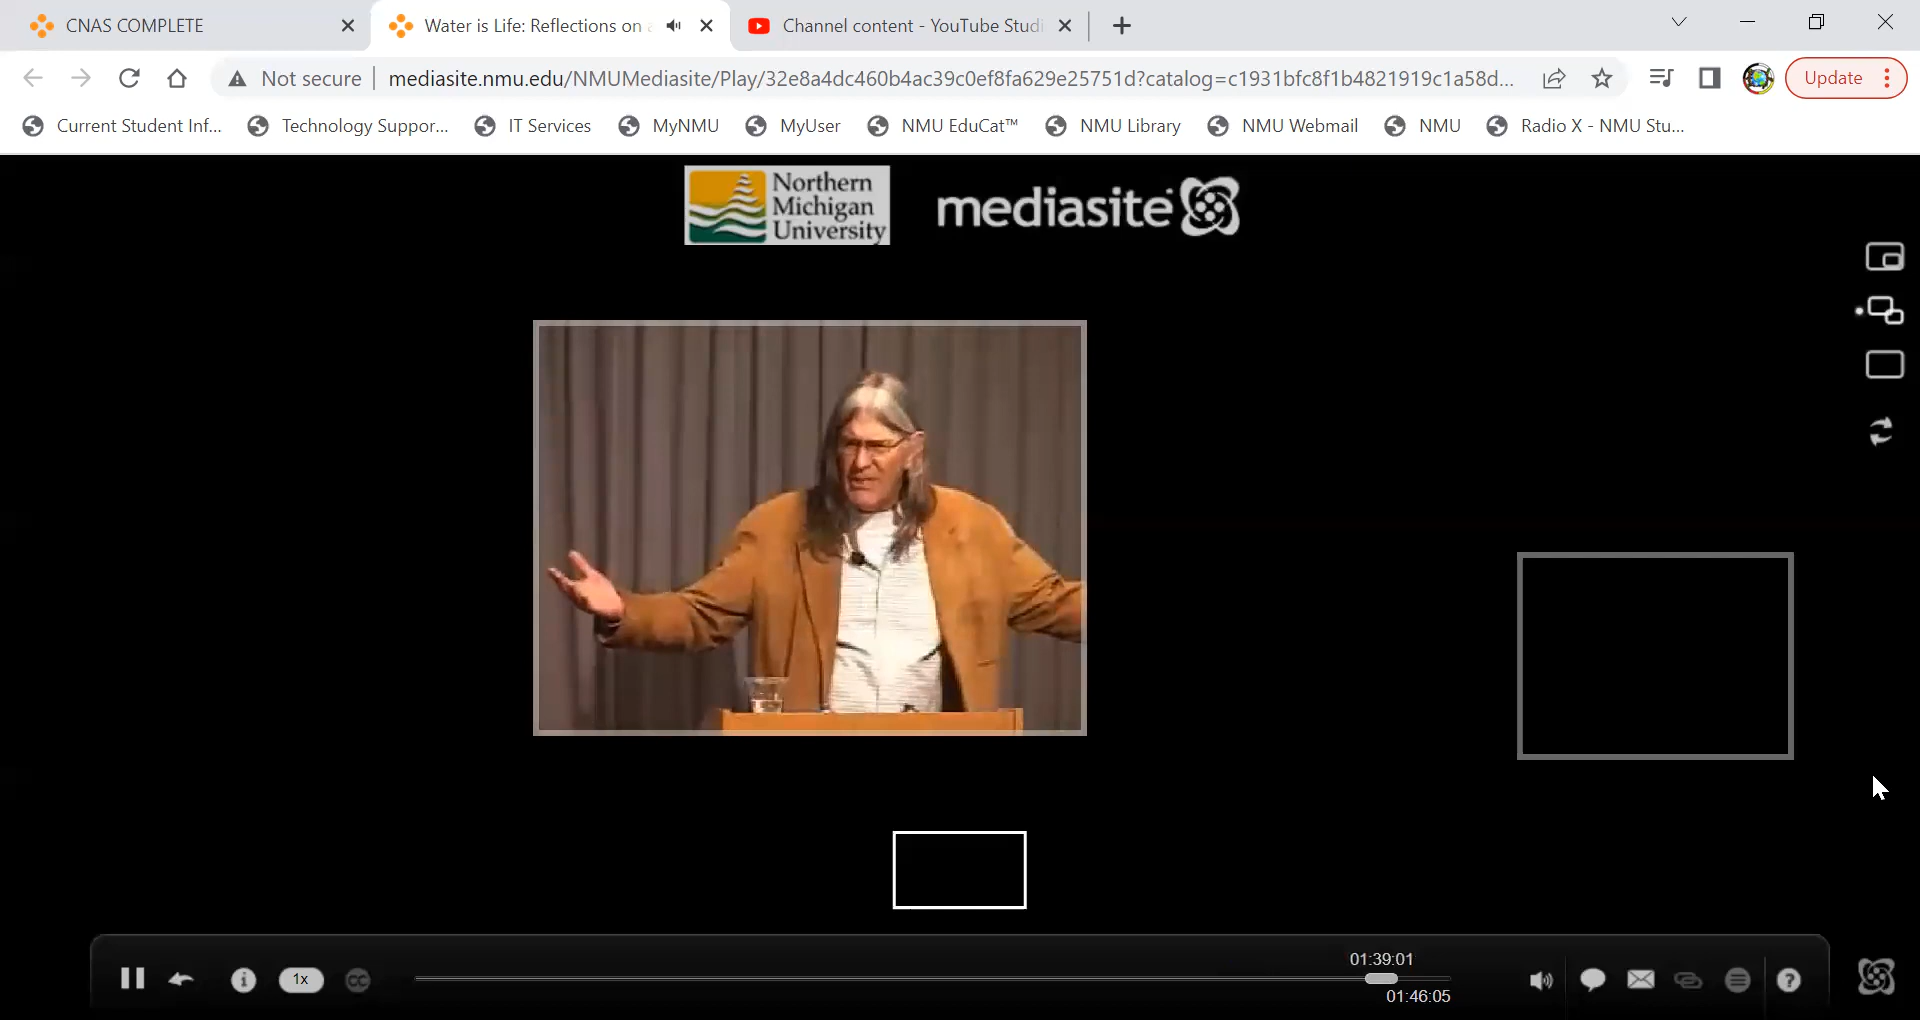 CNAS COMPLETE
Water is Life: Reflections on a
Channel content - YouTube Studi
Not secure
mediasite.nmu.edu/NMUMediasite/Play/32e8a4dc460b4ac39c0ef8fa629e25751d?catalog=c1931bfc8f1b4821919c1a58d...
Update
Current Student Inf... Technology Suppor... IT Services MyNMU MyUser NMU EduCat™ NMU Library NMU Webmail NMU Radio X - NMU Stu...
Northern
Michigan
University
mediasite
01:39:01
1x
CC
?
01:46:05